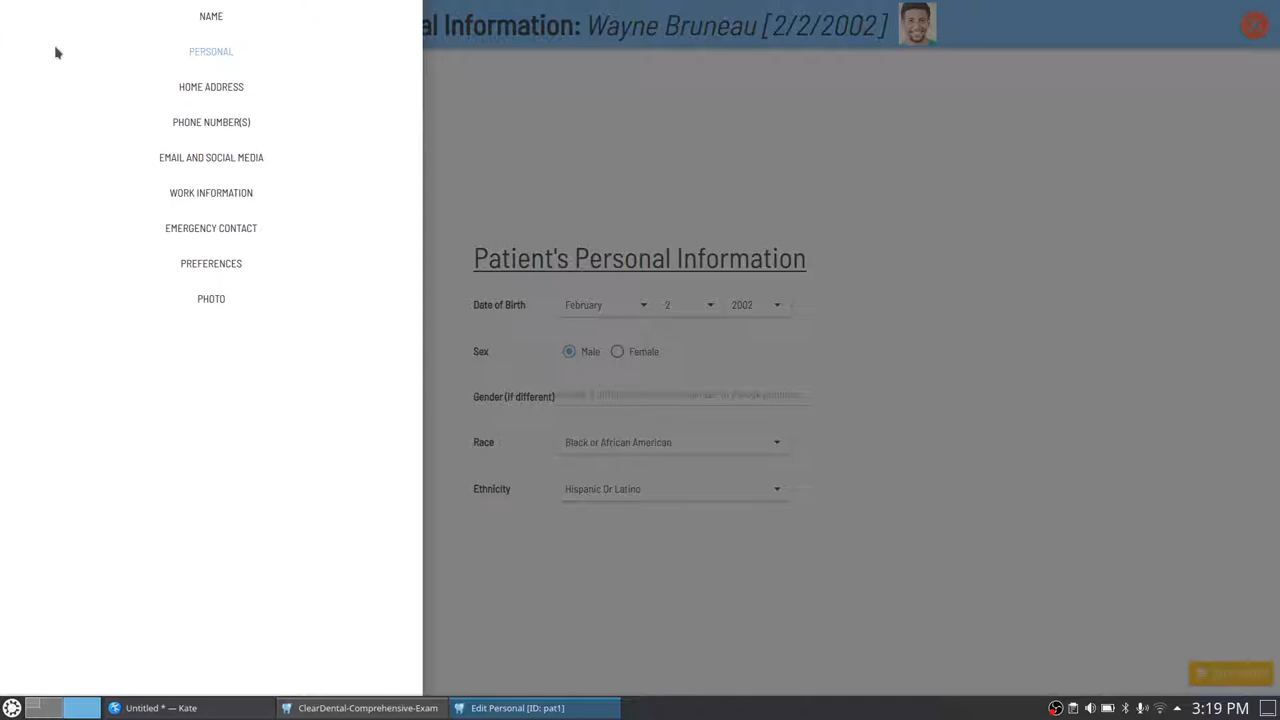 NAME
PERSONAL
HOME ADDRESS
PHONE NUMBER(S)
EMAIL AND SOCIAL MEDIA
WORK INFORMATION
EMERGENCY CONTACT
PREFERENCES
PHOTO
al Information: Wayne Bruneau [2/2/2002]
Patient's Personal Information
Date of Birth February 2 2002
Sex Male Female
Gender (if different)
Race Black or African American
Ethnicity Hispanic Or Latino
Untitled * — Kate
ClearDental-Comprehensive-Exam
Edit Personal [ID: pat1]
3:19 PM